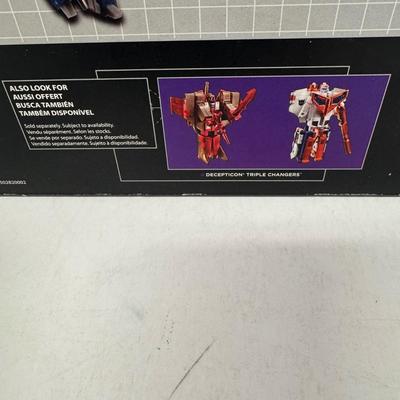 ALSO LOOK FOR
AUSSI OFFERT
BUSCA TAMBIÉN
TAMBÉM DISPONÍVEL
Sold separately. Subject to availability.
Vendu séparément. Selon les stocks.
Se vende por separado. Sujeto a disponibilidad.
Vendido separadamente. Sujeito à disponibilidade.
DECEPTICON® TRIPLE CHANGERS™